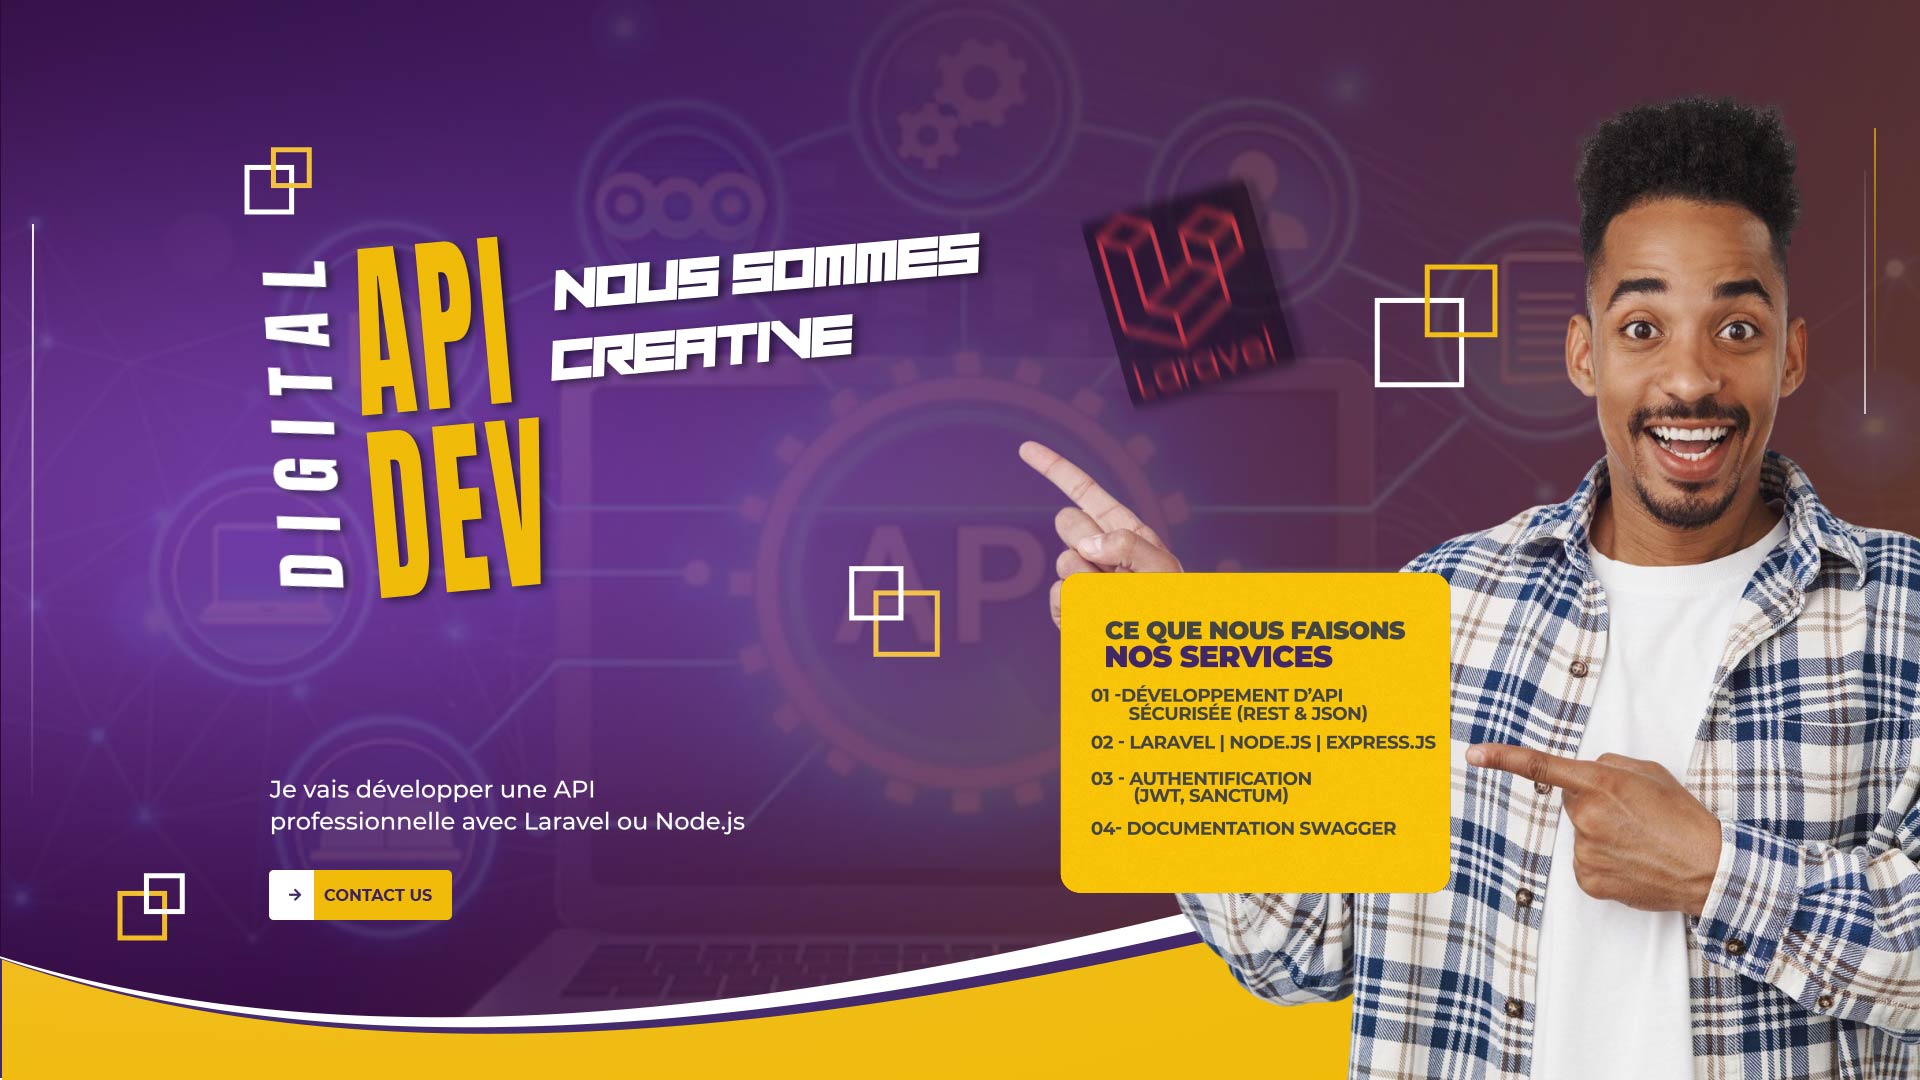 DIGITAL
API
DEV
NOUS SOMMES
CREATIVE
Laravel
API
CE QUE NOUS FAISONS
NOS SERVICES
01 -DÉVELOPPEMENT D’API
SÉCURISÉE (REST & JSON)
02 - LARAVEL | NODE.JS | EXPRESS.JS
03 - AUTHENTIFICATION
(JWT, SANCTUM)
04- DOCUMENTATION SWAGGER
Je vais développer une API
professionnelle avec Laravel ou Node.js
→ CONTACT US